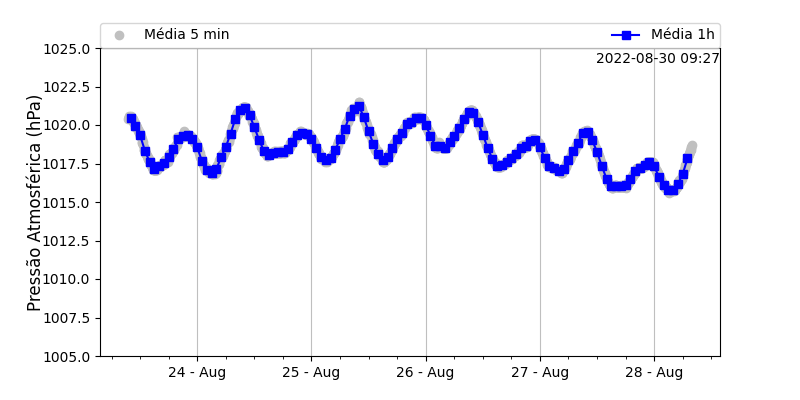 Média 5 min
Média 1h
2022-08-30 09:27
Pressão Atmosférica (hPa)
1025.0
1022.5
1020.0
1017.5
1015.0
1012.5
1010.0
1007.5
1005.0
24 - Aug
25 - Aug
26 - Aug
27 - Aug
28 - Aug